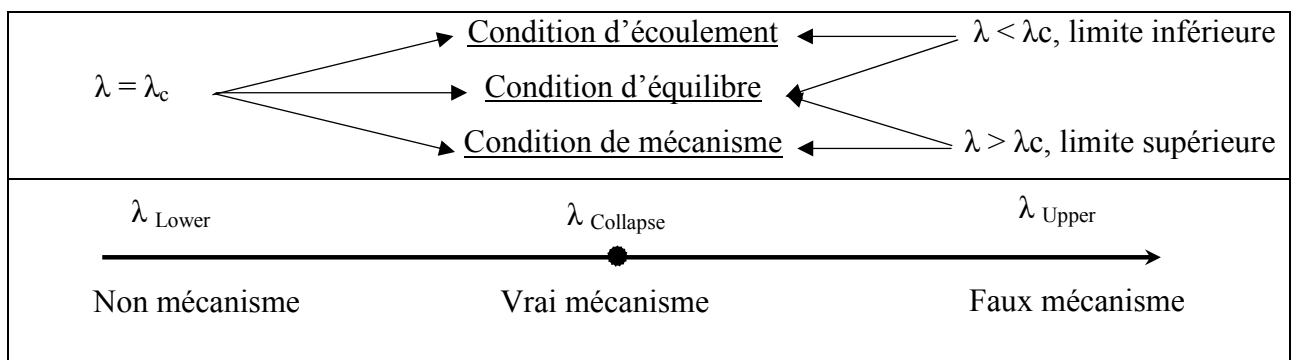 Condition d’écoulement λ < λc, limite inférieure
λ = λc Condition d’équilibre
Condition de mécanisme λ > λc, limite supérieure
λ Lower λ Collapse λ Upper
Non mécanisme Vrai mécanisme Faux mécanisme